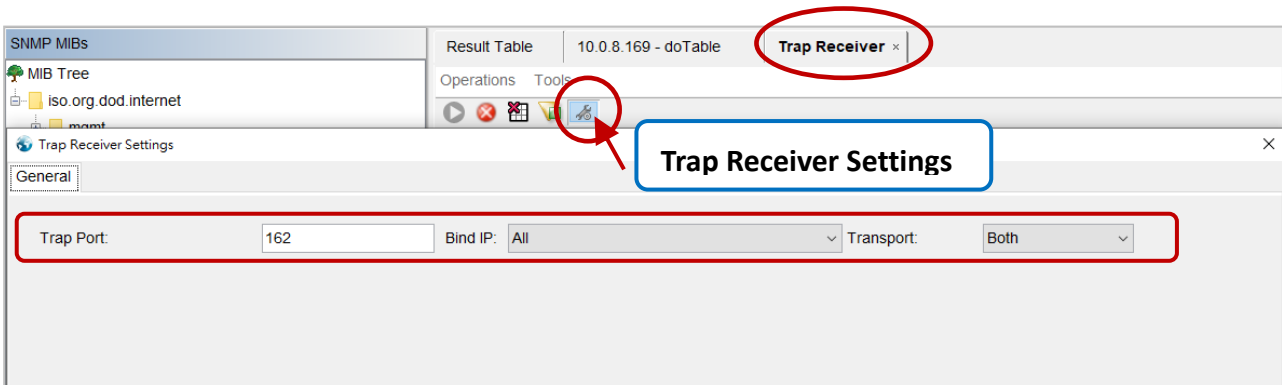 SNMP MIBs
Result Table
10.0.8.169 - doTable
Trap Receiver ×
MIB Tree
Operations Tools
iso.org.dod.internet
mgmt
Trap Receiver Settings
Trap Receiver Settings
General
Trap Port: 162 Bind IP: All Transport: Both